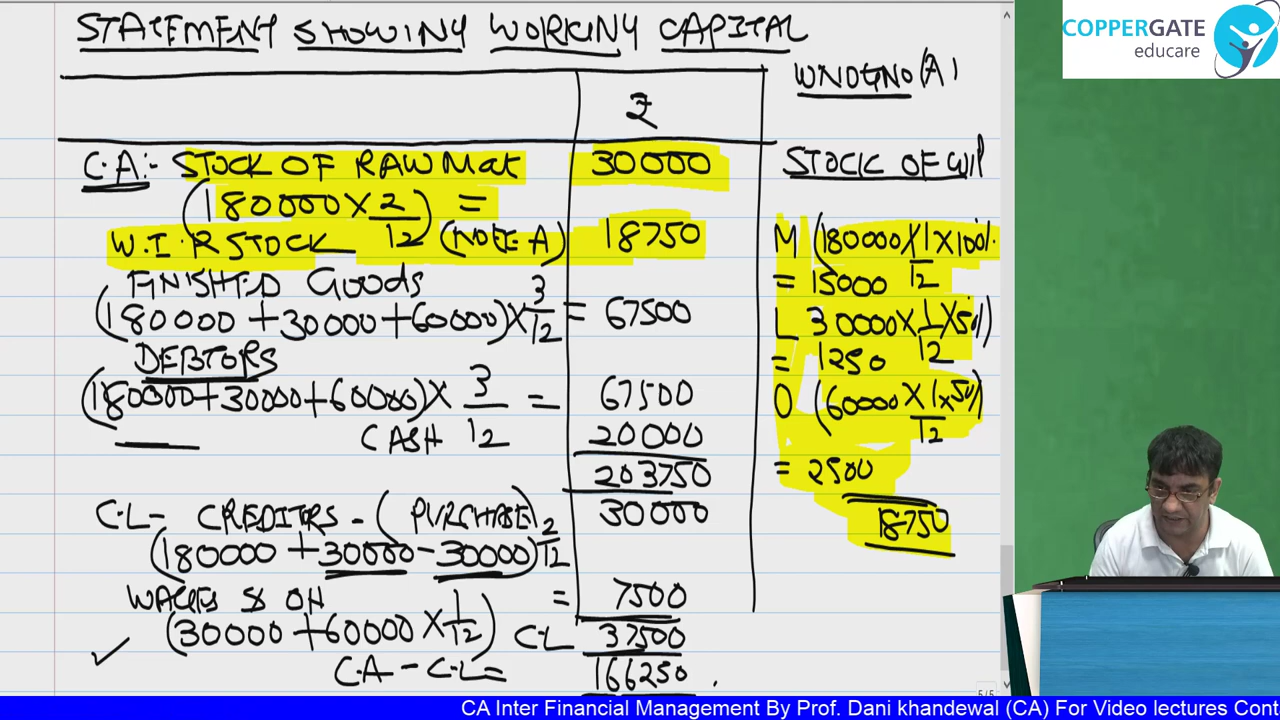 STATEMENT SHOWING WORKING CAPITAL
COPPERGATE
educare
WNOGNO (A)
₹
C.A:- STOCK OF RAW Mat 30000
(180000 X 2/12) =
W.I.P STOCK (NOTE A) 18750
FINISHED GOODS
(180000 + 30000 + 60000) X 3/12 = 67500
DEBTORS
(180000 + 30000 + 60000) X 3/12 = 67500
CASH 20000
203750
C.L - CREDITORS - (PURCHASE) 30000
(180000 + 30000 - 30000) 2/12
WAGES & OH = 7500
(30000 + 60000 X 1/12) C.L 37500
C.A - C.L = 166250
STOCK OF WIP
M (180000 X 1/12 X 100%
= 15000
L 30000 X 1/12 X 50%)
= 1250
O (60000 X 1/12 X 50%)
= 2500
18750
5/5
CA Inter Financial Management By Prof. Dani khandewal (CA) For Video lectures Cont